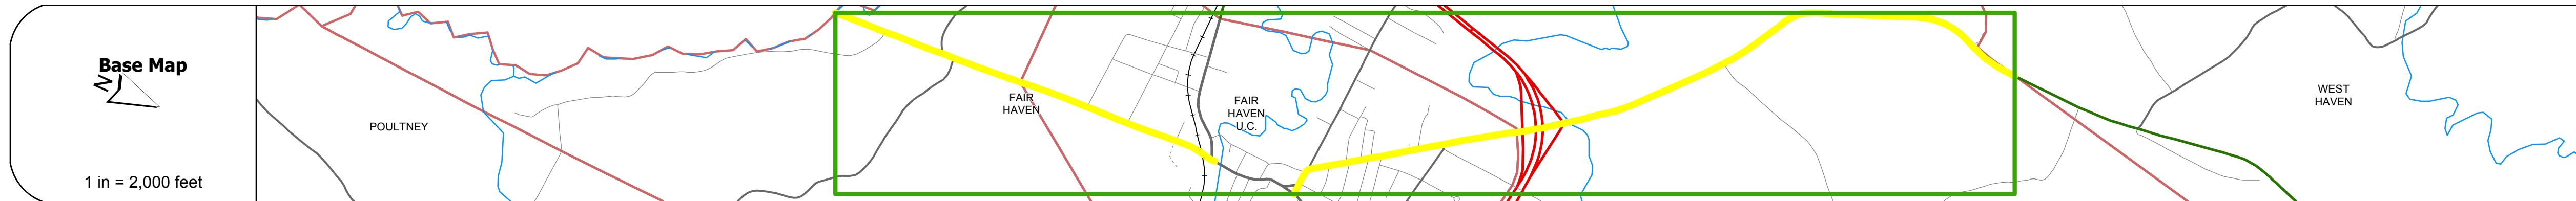 Base Map
N
1 in = 2,000 feet
POULTNEY
FAIR
HAVEN
FAIR
HAVEN
U.C.
WEST
HAVEN